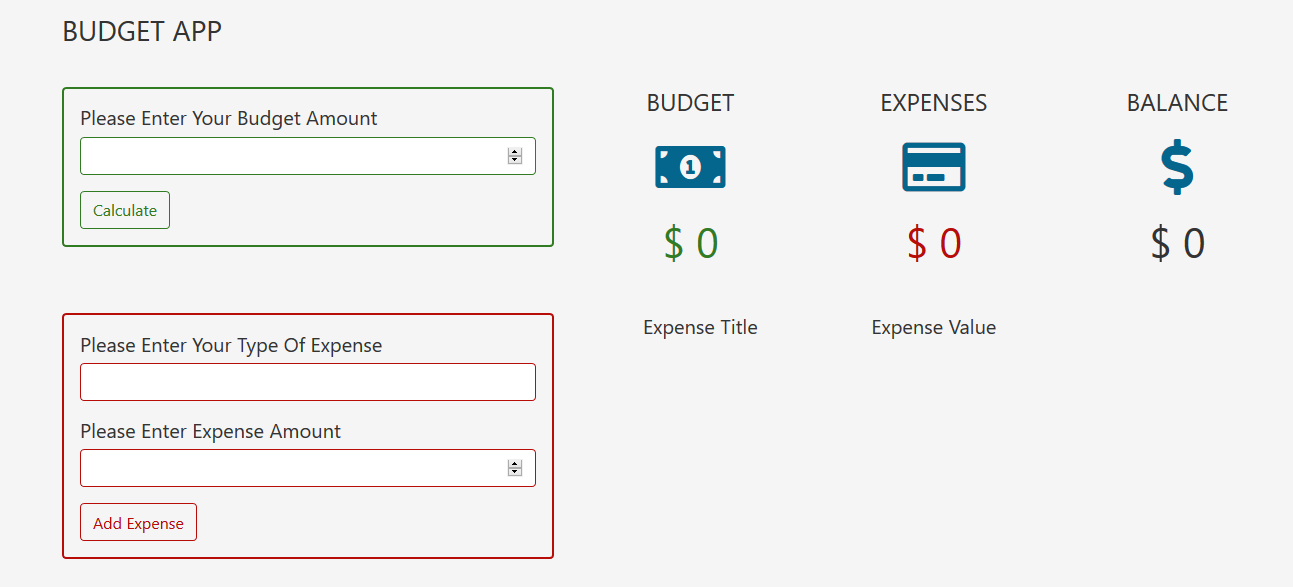 BUDGET APP
Please Enter Your Budget Amount
Calculate
BUDGET
EXPENSES
BALANCE
1
$
$ 0
$ 0
$ 0
Please Enter Your Type Of Expense
Please Enter Expense Amount
Add Expense
Expense Title
Expense Value